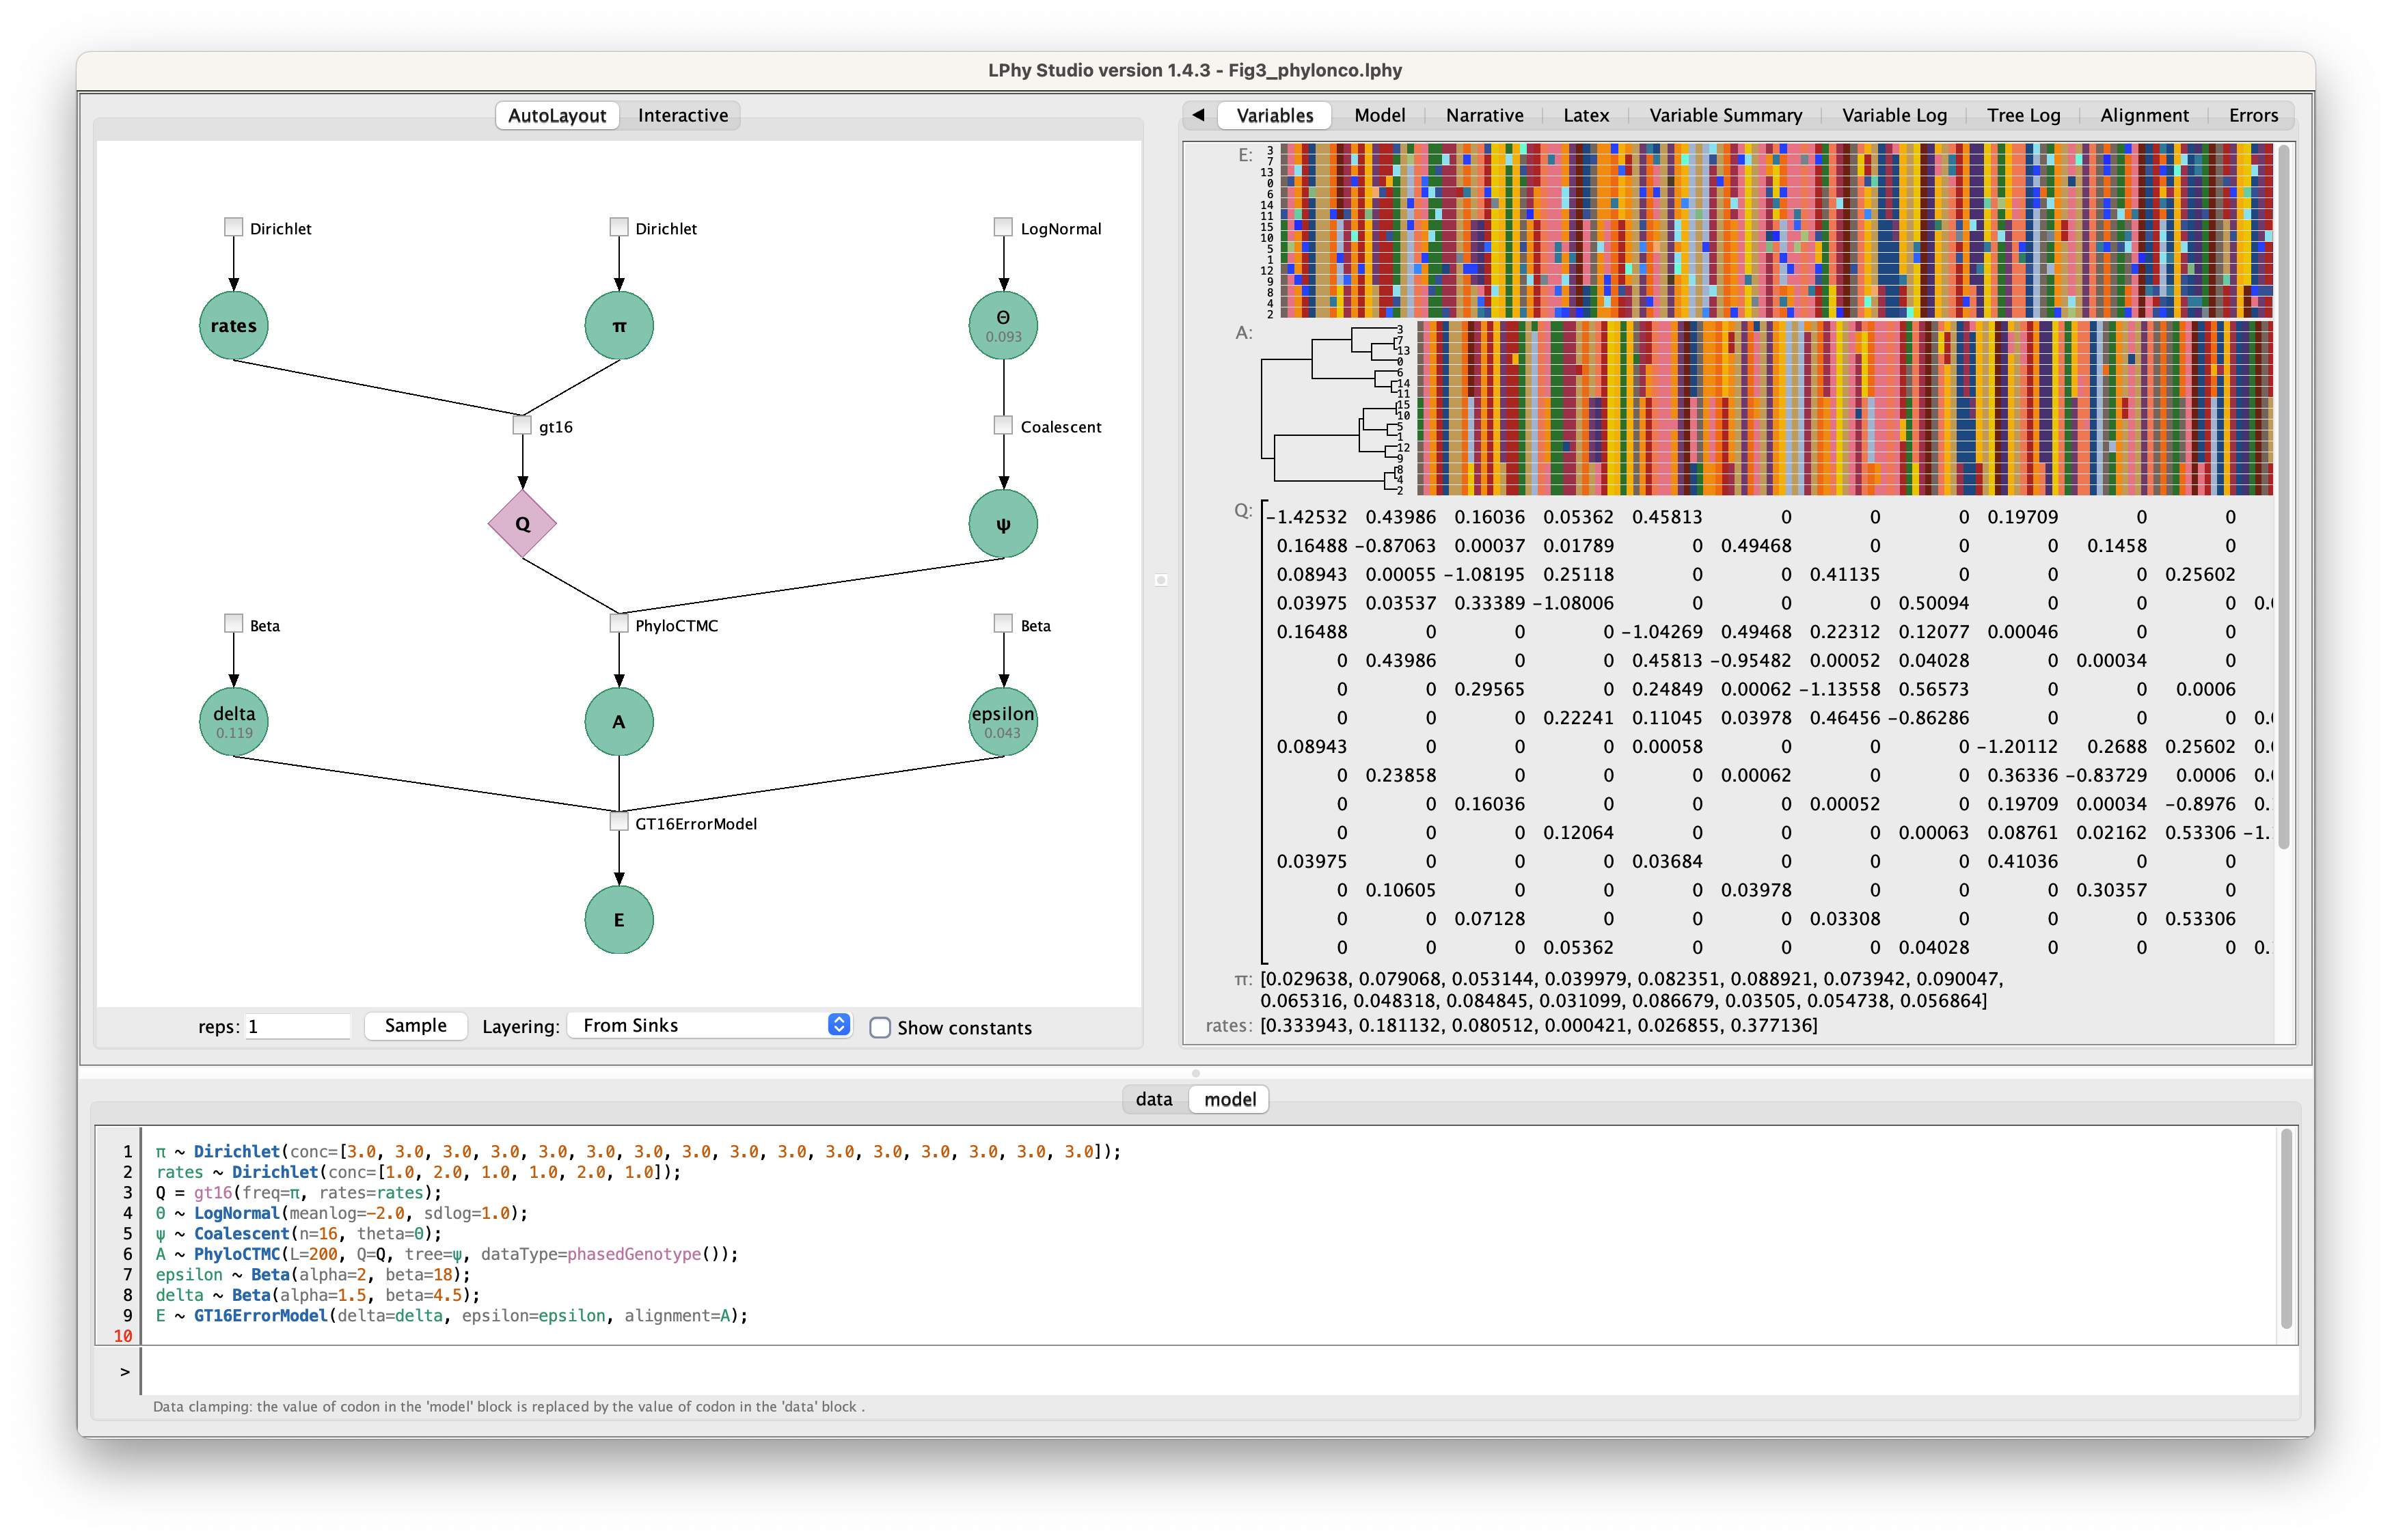 LPhy Studio version 1.4.3 - Fig3_phylonco.lphy
AutoLayout Interactive
Dirichlet Dirichlet LogNormal
rates π Θ
0.093
gt16 Coalescent
Q ψ
Beta PhyloCTMC Beta
delta A epsilon
0.119 0.043
GT16ErrorModel
E
reps: 1 Sample Layering: From Sinks Show constants
◀ Variables Model Narrative Latex Variable Summary Variable Log Tree Log Alignment Errors
E:
3
7
13
0
6
14
11
15
10
5
1
12
9
8
4
2
A:
3
7
13
0
6
14
11
15
10
5
1
12
9
8
4
2
Q:
−1.42532 0.43986 0.16036 0.05362 0.45813 0 0 0 0.19709 0 0
0.16488 −0.87063 0.00037 0.01789 0 0.49468 0 0 0 0.1458 0
0.08943 0.00055 −1.08195 0.25118 0 0 0.41135 0 0 0 0.25602
0.03975 0.03537 0.33389 −1.08006 0 0 0 0.50094 0 0 0
0.16488 0 0 0 −1.04269 0.49468 0.22312 0.12077 0.00046 0 0
0 0.43986 0 0 0.45813 −0.95482 0.00052 0.04028 0 0.00034 0
0 0 0.29565 0 0.24849 0.00062 −1.13558 0.56573 0 0 0.0006
0 0 0 0.22241 0.11045 0.03978 0.46456 −0.86286 0 0 0
0.08943 0 0 0 0.00058 0 0 0 −1.20112 0.2688 0.25602
0 0.23858 0 0 0 0.00062 0 0 0.36336 −0.83729 0.0006
0 0 0.16036 0 0 0 0.00052 0 0.19709 0.00034 −0.8976
0 0 0 0.12064 0 0 0 0.00063 0.08761 0.02162 0.53306
0.03975 0 0 0 0.03684 0 0 0 0.41036 0 0
0 0.10605 0 0 0 0.03978 0 0 0 0.30357 0
0 0 0.07128 0 0 0 0.03308 0 0 0 0.53306
0 0 0 0.05362 0 0 0 0.04028 0 0 0
π: [0.029638, 0.079068, 0.053144, 0.039979, 0.082351, 0.088921, 0.073942, 0.090047,
0.065316, 0.048318, 0.084845, 0.031099, 0.086679, 0.03505, 0.054738, 0.056864]
rates: [0.333943, 0.181132, 0.080512, 0.000421, 0.026855, 0.377136]
data model
1 π ~ Dirichlet(conc=[3.0, 3.0, 3.0, 3.0, 3.0, 3.0, 3.0, 3.0, 3.0, 3.0, 3.0, 3.0, 3.0, 3.0, 3.0, 3.0]);
2 rates ~ Dirichlet(conc=[1.0, 2.0, 1.0, 1.0, 2.0, 1.0]);
3 Q = gt16(freq=π, rates=rates);
4 Θ ~ LogNormal(meanlog=−2.0, sdlog=1.0);
5 ψ ~ Coalescent(n=16, theta=Θ);
6 A ~ PhyloCTMC(L=200, Q=Q, tree=ψ, dataType=phasedGenotype());
7 epsilon ~ Beta(alpha=2, beta=18);
8 delta ~ Beta(alpha=1.5, beta=4.5);
9 E ~ GT16ErrorModel(delta=delta, epsilon=epsilon, alignment=A);
10
>
Data clamping: the value of codon in the 'model' block is replaced by the value of codon in the 'data' block .